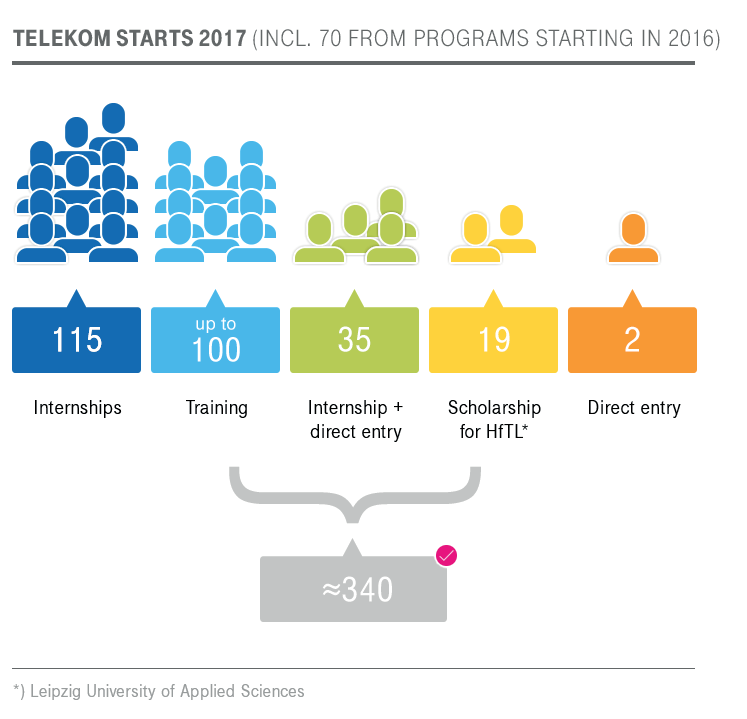 TELEKOM STARTS 2017 (INCL. 70 FROM PROGRAMS STARTING IN 2016)
115
up to
100
35
19
2
Internships
Training
Internship +
direct entry
Scholarship
for HfTL*
Direct entry
≈340
*) Leipzig University of Applied Sciences